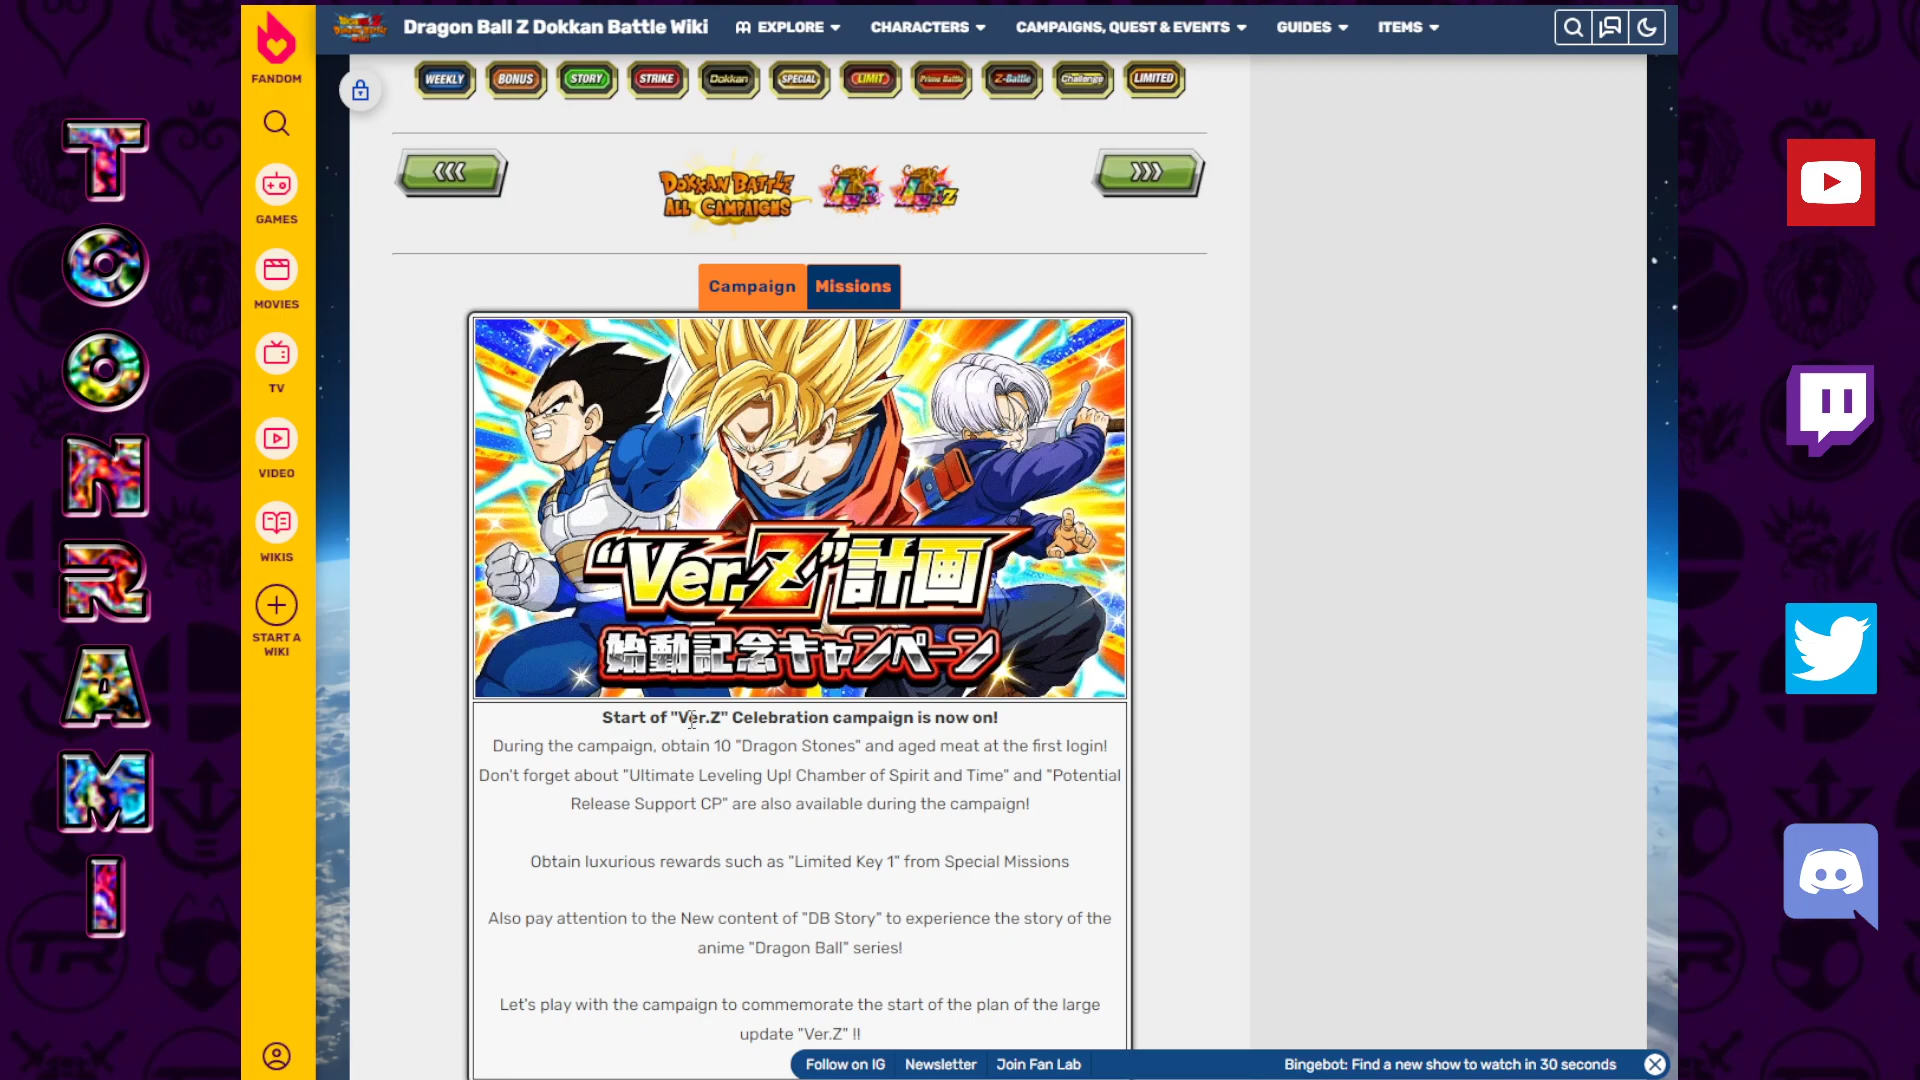 TOONRAMI
FANDOM
GAMES
MOVIES
TV
VIDEO
WIKIS
START A
WIKI
Dragon Ball Z Dokkan Battle Wiki
EXPLORE
CHARACTERS
CAMPAIGNS, QUEST & EVENTS
GUIDES
ITEMS
WEEKLY
BONUS
STORY
STRIKE
Dokkan
SPECIAL
LIMIT
Prime Battle
Z-Battle
Challenge
LIMITED
DOKKAN BATTLE
ALL CAMPAIGNS
Campaign
Missions
“Ver.Z”計画
始動記念キャンペーン
Start of "Ver.Z" Celebration campaign is now on!
During the campaign, obtain 10 "Dragon Stones" and aged meat at the first login!
Don't forget about "Ultimate Leveling Up! Chamber of Spirit and Time" and "Potential
Release Support CP" are also available during the campaign!
Obtain luxurious rewards such as "Limited Key 1" from Special Missions
Also pay attention to the New content of "DB Story" to experience the story of the
anime "Dragon Ball" series!
Let's play with the campaign to commemorate the start of the plan of the large
update "Ver.Z" !!
Follow on IG
Newsletter
Join Fan Lab
Bingebot: Find a new show to watch in 30 seconds